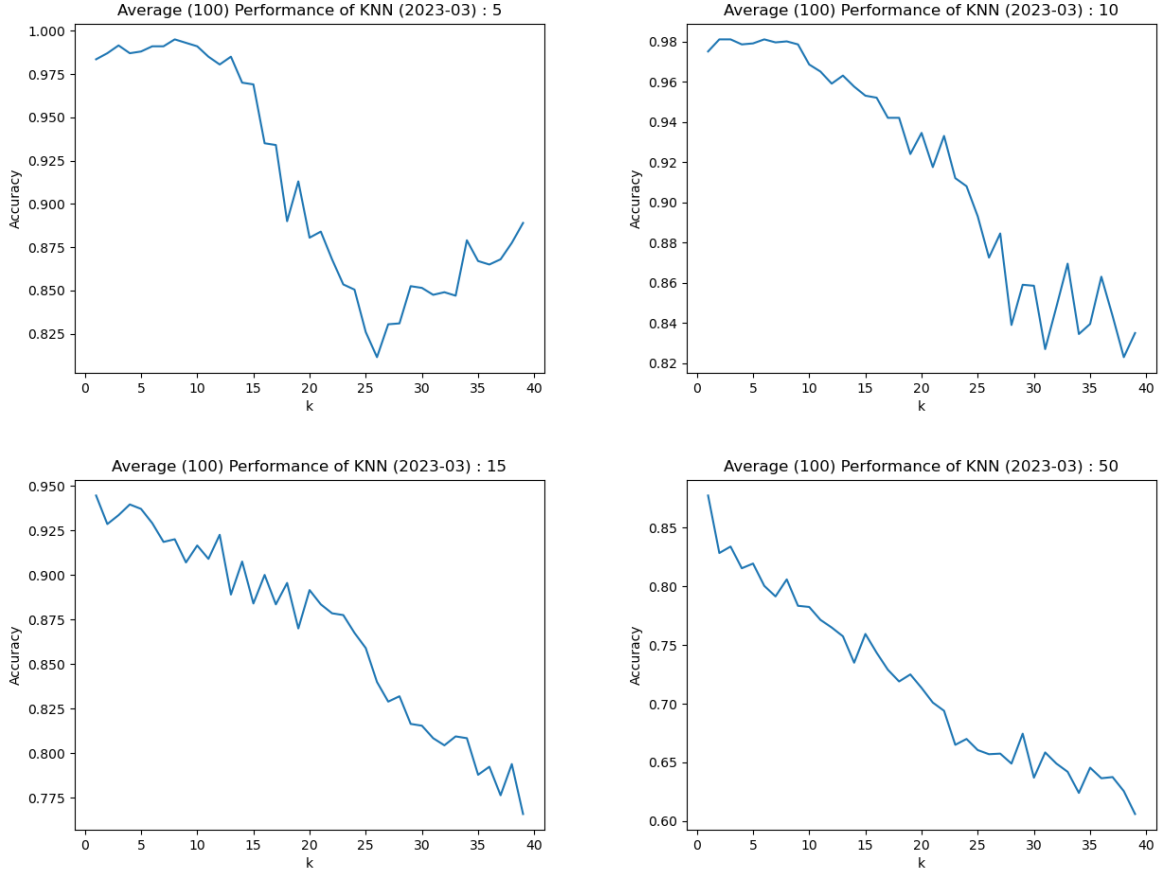 Average (100) Performance of KNN (2023-03) : 5
1.000
0.975
0.950
0.925
0.900
0.875
0.850
0.825
Accuracy
0 5 10 15 20 25 30 35 40
k
Average (100) Performance of KNN (2023-03) : 10
0.98
0.96
0.94
0.92
0.90
0.88
0.86
0.84
0.82
Accuracy
0 5 10 15 20 25 30 35 40
k
Average (100) Performance of KNN (2023-03) : 15
0.950
0.925
0.900
0.875
0.850
0.825
0.800
0.775
Accuracy
0 5 10 15 20 25 30 35 40
k
Average (100) Performance of KNN (2023-03) : 50
0.85
0.80
0.75
0.70
0.65
0.60
Accuracy
0 5 10 15 20 25 30 35 40
k